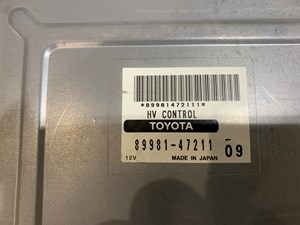 *89981472111*
HV CONTROL
TOYOTA
89981-47211
09
12V MADE IN JAPAN